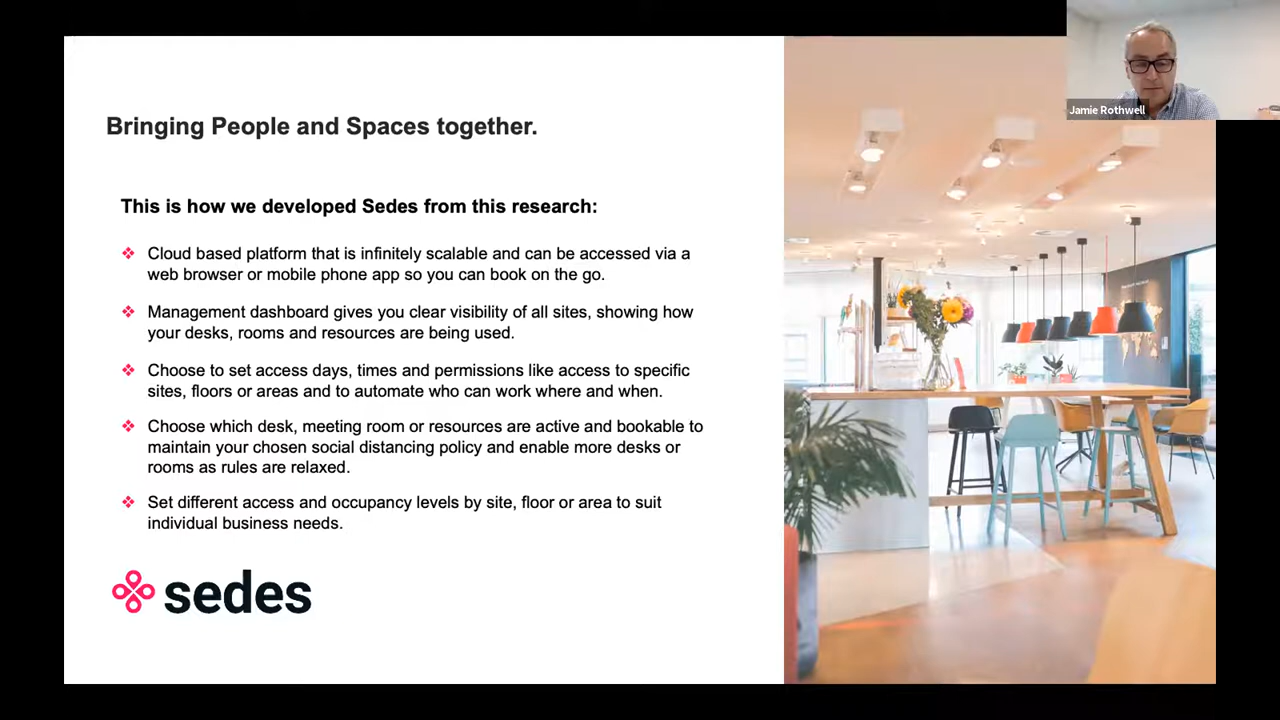 Bringing People and Spaces together.
This is how we developed Sedes from this research:
Cloud based platform that is infinitely scalable and can be accessed via a
web browser or mobile phone app so you can book on the go.
Management dashboard gives you clear visibility of all sites, showing how
your desks, rooms and resources are being used.
Choose to set access days, times and permissions like access to specific
sites, floors or areas and to automate who can work where and when.
Choose which desk, meeting room or resources are active and bookable to
maintain your chosen social distancing policy and enable more desks or
rooms as rules are relaxed.
Set different access and occupancy levels by site, floor or area to suit
individual business needs.
sedes
Jamie Rothwell